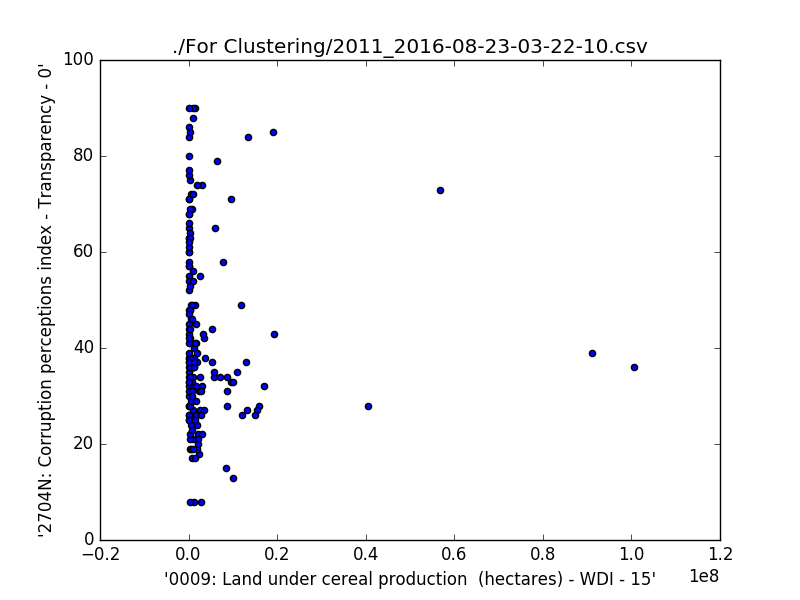 ./For Clustering/2011_2016-08-23-03-22-10.csv
100
80
60
40
20
0
'2704N: Corruption perceptions index - Transparency - 0'
−0.2 0.0 0.2 0.4 0.6 0.8 1.0 1.2
1e8
'0009: Land under cereal production  (hectares) - WDI - 15'